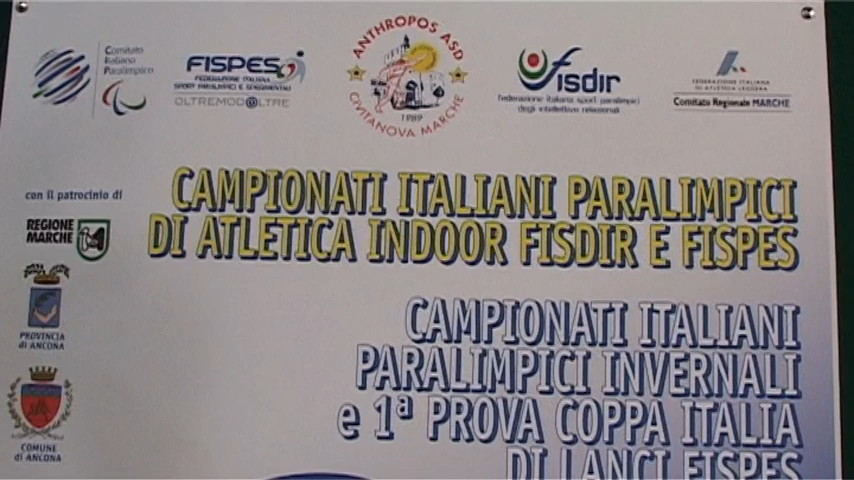 Comitato
Italiano
Paralimpico
FISPES
FEDERAZIONE ITALIANA
SPORT PARALIMPICI E SPERIMENTALI
OLTREMODOLTRE
ANTHROPOS ASD
CIVITANOVA MARCHE
1989
fisdir
federazione italiana sport paralimpici
degli intellettivo relazionali
FEDERAZIONE ITALIANA
DI ATLETICA LEGGERA
Comitato Regionale MARCHE
con il patrocinio di
REGIONE
MARCHE
PROVINCIA
di ANCONA
COMUNE
di ANCONA
CAMPIONATI ITALIANI PARALIMPICI
DI ATLETICA INDOOR FISDIR E FISPES
CAMPIONATI ITALIANI
PARALIMPICI INVERNALI
e 1ª PROVA COPPA ITALIA
DI LANCI FISPES